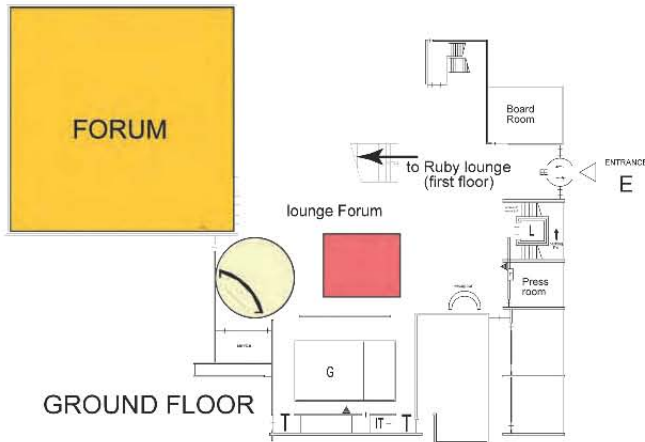 FORUM
Board
Room
to Ruby lounge
(first floor)
ENTRANCE
E
lounge Forum
L
Press
room
G
GROUND FLOOR
T
IT
T